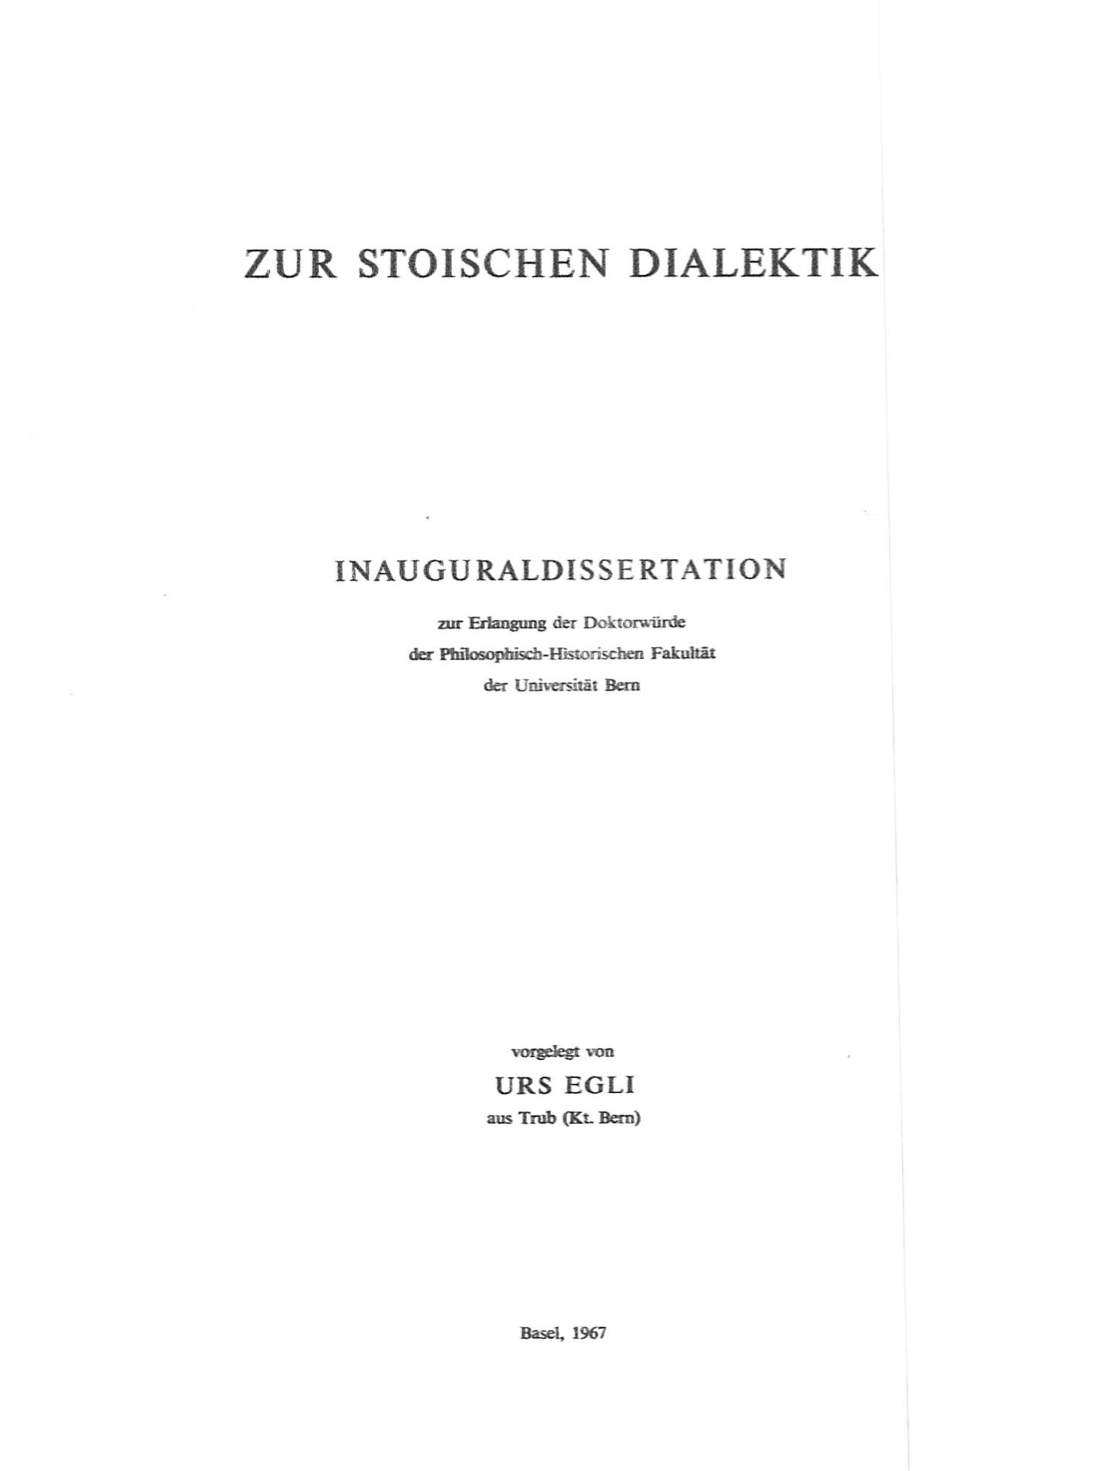 ZUR STOISCHEN DIALEKTIK
INAUGURALDISSERTATION
zur Erlangung der Doktorwürde
der Philosophisch-Historischen Fakultät
der Universität Bern
vorgelegt von
URS EGLI
aus Trub (Kt. Bern)
Basel, 1967